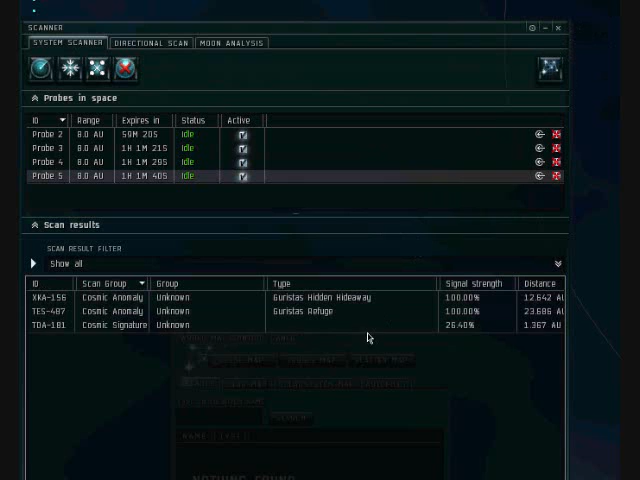 SCANNER
SYSTEM SCANNER DIRECTIONAL SCAN MOON ANALYSIS
Probes in space
ID Range Expires in Status Active
Probe 2 8.0 AU 59M 20S Idle
Probe 3 8.0 AU 1H 1M 21S Idle
Probe 4 8.0 AU 1H 1M 29S Idle
Probe 5 8.0 AU 1H 1M 40S Idle
Scan results
SCAN RESULT FILTER
Show all
ID Scan Group Group Type Signal strength Distance
XKA-156 Cosmic Anomaly Unknown Guristas Hidden Hideaway 100.00% 12.642 AU
TES-487 Cosmic Anomaly Unknown Guristas Refuge 100.00% 23.686 AU
TDA-181 Cosmic Signature Unknown 26.40% 1.367 AU
NOTHING FOUND